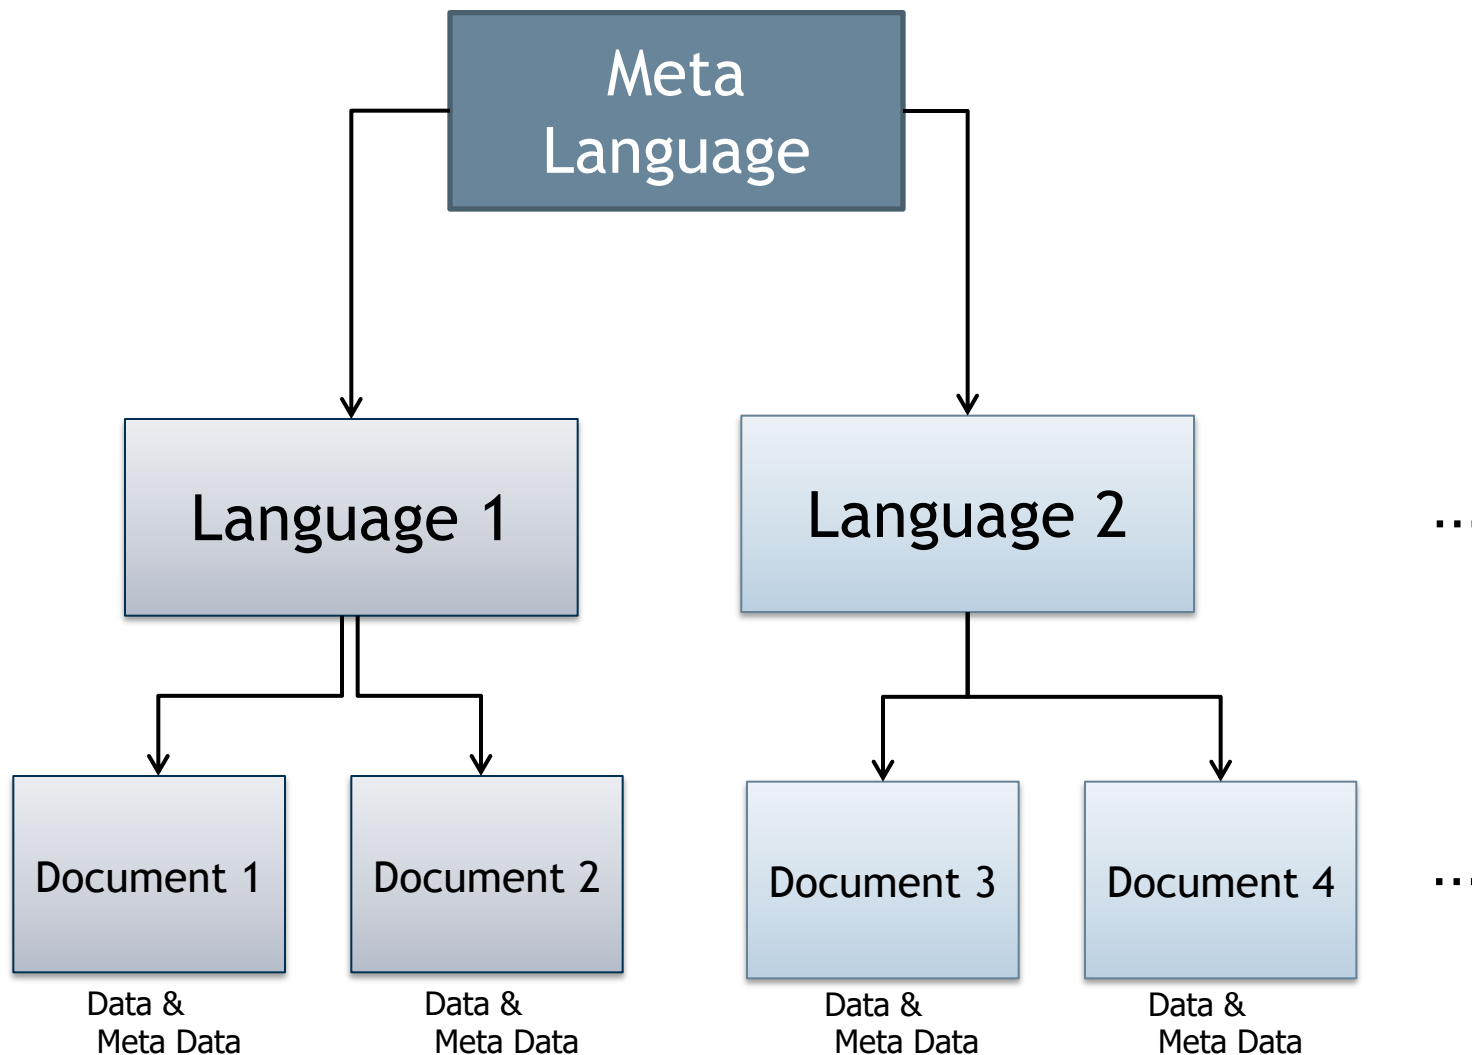 Meta
Language
Language 1
Language 2
...
Document 1
Document 2
Document 3
Document 4
...
Data &
Meta Data
Data &
Meta Data
Data &
Meta Data
Data &
Meta Data